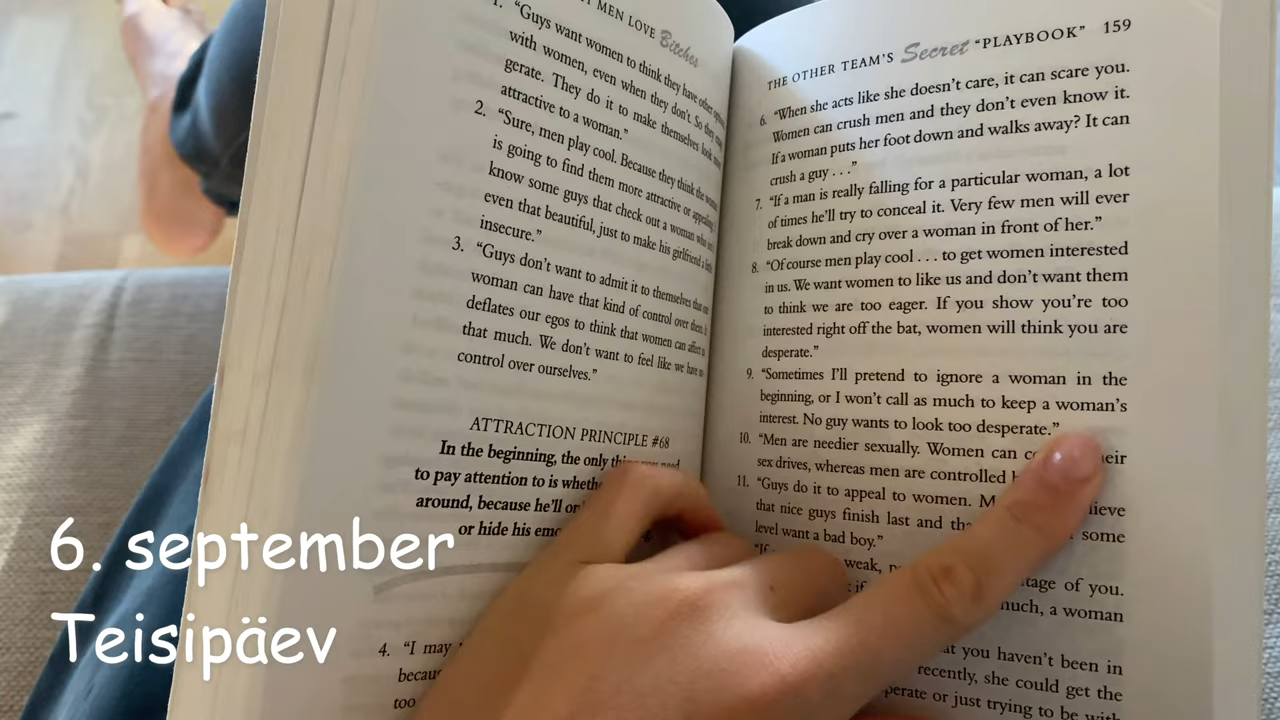 MEN LOVE Bitches
1. "Guys want women to think they have other
with women, even when they don't. So they
gerate. They do it to make themselves look more
attractive to a woman."
2. "Sure, men play cool. Because they think the woman
is going to find them more attractive or appealing.
know some guys that check out a woman who
even that beautiful, just to make his girlfriend a little
insecure."
3. "Guys don't want to admit it to themselves that
woman can have that kind of control over them.
deflates our egos to think that women can affect
that much. We don't want to feel like we have
control over ourselves."
ATTRACTION PRINCIPLE #68
In the beginning, the only thing you need
to pay attention to is
around, because he'll
or hide his
4. "I may
too
THE OTHER TEAM'S Secret "PLAYBOOK" 159
6. "When she acts like she doesn't care, it can scare you.
Women can crush men and they don't even know it.
If a woman puts her foot down and walks away? It can
crush a guy . . ."
7. "If a man is really falling for a particular woman, a lot
of times he'll try to conceal it. Very few men will ever
break down and cry over a woman in front of her."
8. "Of course men play cool . . . to get women interested
in us. We want women to like us and don't want them
to think we are too eager. If you show you're too
interested right off the bat, women will think you are
desperate."
9. "Sometimes I'll pretend to ignore a woman in the
beginning, or I won't call as much to keep a woman's
interest. No guy wants to look too desperate."
10. "Men are needier sexually. Women can
sex drives, whereas men are controlled
11. "Guys do it to appeal to women.
that nice guys finish last and some
level want a bad boy."
"If weak, of you.
much, a woman
at you haven't been in
recently, she could get the
or just trying to be with
6. september
Teisipäev